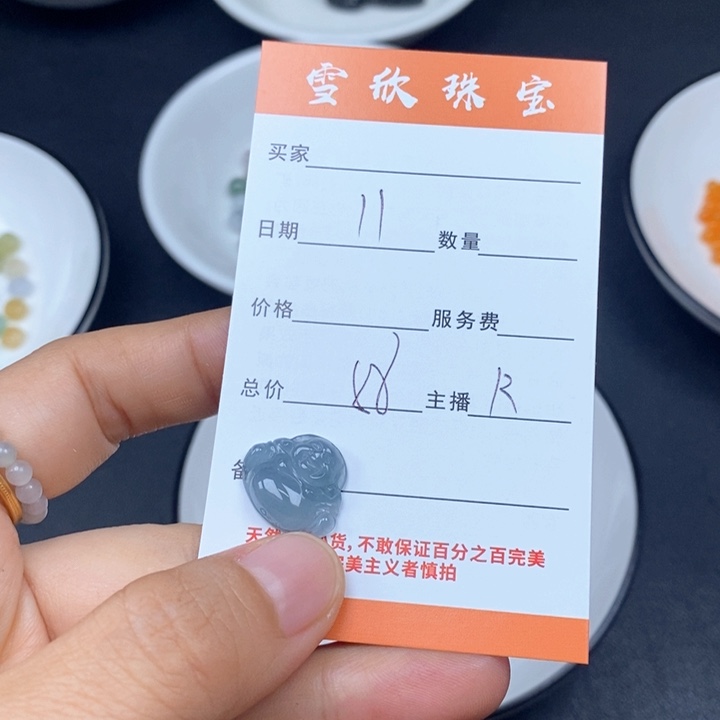 雪欣珠宝
买家
日期 11 数量
价格 服务费
总价 主播 R
备
天然 货,不敢保证百分之百完美
美主义者慎拍